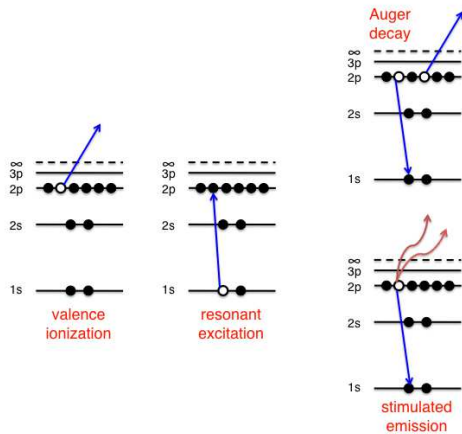 ∞
3p
2p
2s
1s
valence
ionization
∞
3p
2p
2s
1s
resonant
excitation
Auger
decay
∞
3p
2p
2s
1s
∞
3p
2p
2s
1s
stimulated
emission